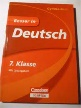 Besser in
Deutsch
7. Klasse
Cornelsen